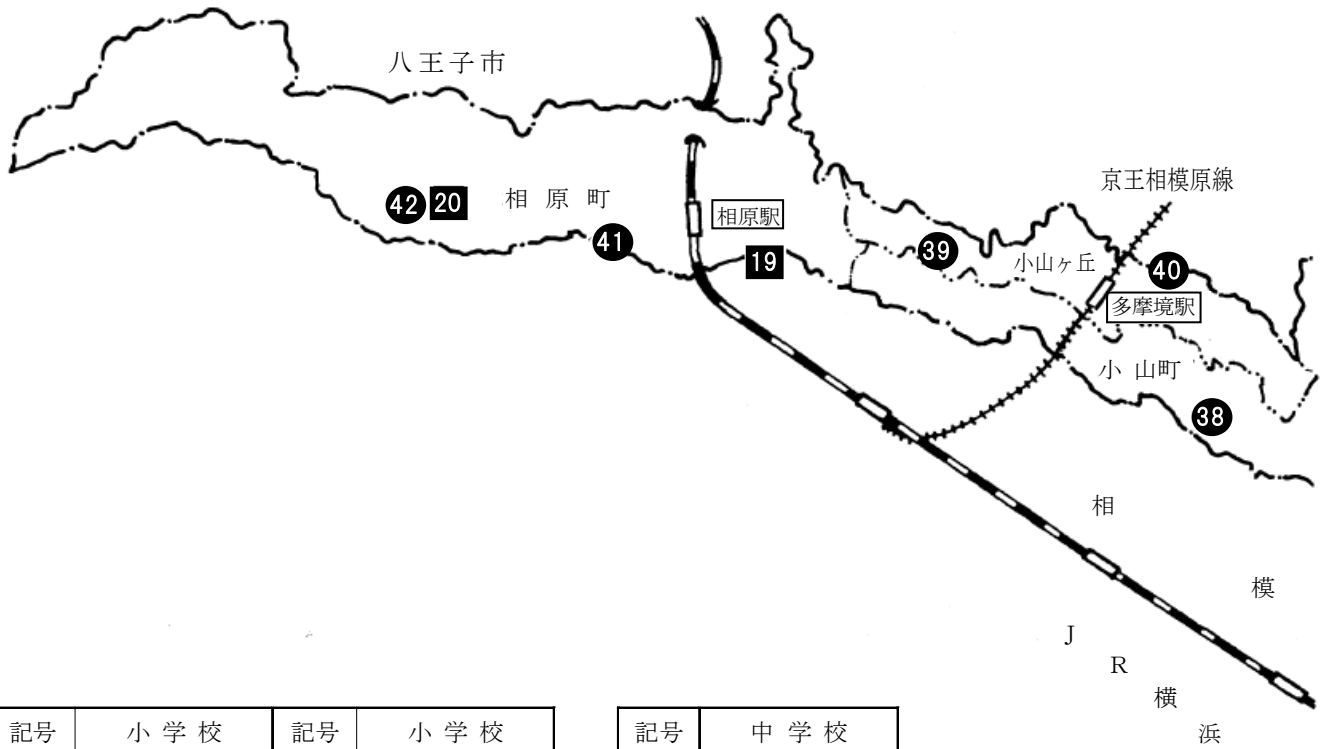 八王子市
京王相模原線
42 20 相原町
相原駅
41
19
39
小山ヶ丘
40
多摩境駅
小山町
38
相
模
J
R
横
浜
記号 小学校 記号 小学校 記号 中学校